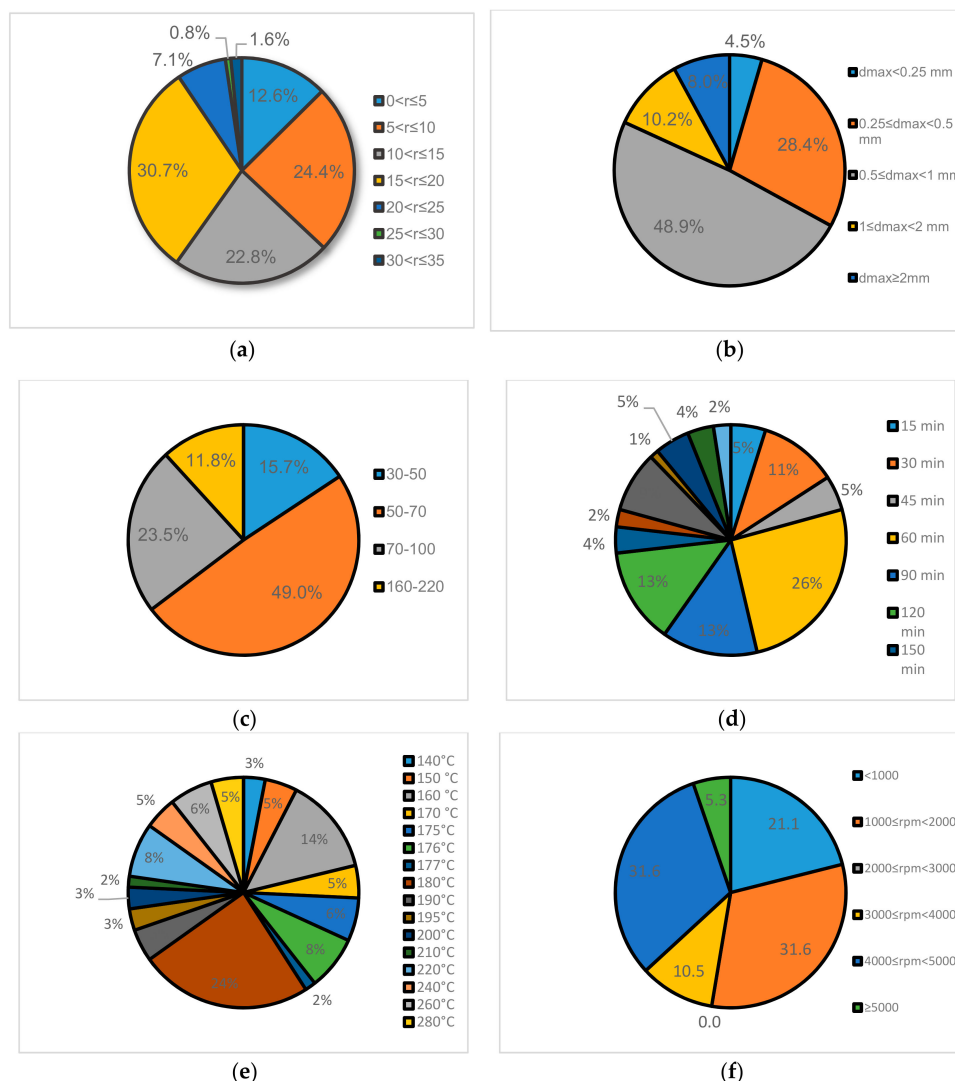 0.8%
1.6%
7.1%
12.6%
30.7%
24.4%
22.8%
0<r≤5
5<r≤10
10<r≤15
15<r≤20
20<r≤25
25<r≤30
30<r≤35
(a)
4.5%
8.0%
10.2%
28.4%
48.9%
dmax<0.25 mm
0.25≤dmax<0.5
mm
0.5≤dmax<1 mm
1≤dmax<2 mm
dmax≥2mm
(b)
11.8%
15.7%
23.5%
49.0%
30-50
50-70
70-100
160-220
(c)
5%
4%
2%
1%
5%
11%
5%
2%
4%
13%
26%
13%
15 min
30 min
45 min
60 min
90 min
120
min
150
min
(d)
3%
5%
5%
5%
6%
14%
8%
2%
5%
3%
3%
8%
2%
140°C
150 °C
160 °C
170 °C
175°C
176°C
177°C
180°C
190°C
195°C
200°C
210°C
220°C
240°C
260°C
280°C
(e)
5.3
21.1
31.6
10.5
0.0
<1000
1000≤rpm<2000
2000≤rpm<3000
3000≤rpm<4000
4000≤rpm<5000
≥5000
(f)